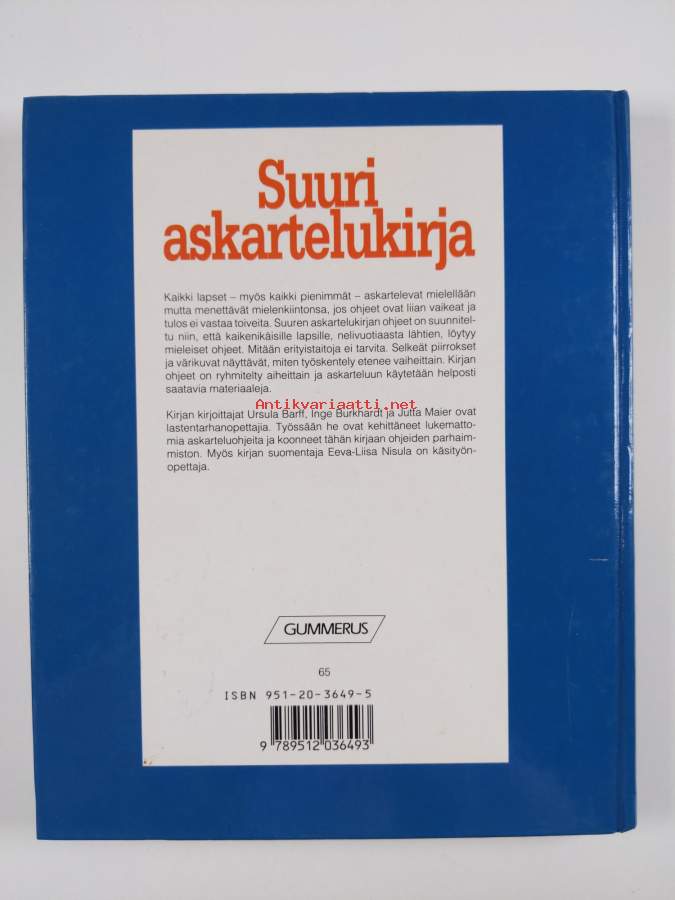 Suuri
askartelukirja
Kaikki lapset – myös kaikki pienimmät – askartelevat mielellään
mutta menettävät mielenkiintonsa, jos ohjeet ovat liian vaikeat ja
tulos ei vastaa toiveita. Suuren askartelukirjan ohjeet on suunnitel-
tu niin, että kaikenikäisille lapsille, nelivuotiaasta lähtien, löytyy
mieleiset ohjeet. Mitään erityistaitoja ei tarvita. Selkeät piirrokset
ja värikuvat näyttävät, miten työskentely etenee vaiheittain. Kirjan
ohjeet on ryhmitelty aiheittain ja askarteluun käytetään helposti
saatavia materiaaleja.
Antikvariaatti.net
Kirjan kirjoittajat Ursula Barff, Inge Burkhardt ja Jutta Maier ovat
lastentarhanopettajia. Työssään he ovat kehittäneet lukematto-
mia askarteluohjeita ja koonneet tähän kirjaan ohjeiden parhaim-
miston. Myös kirjan suomentaja Eeva-Liisa Nisula on käsityön-
opettaja.
GUMMERUS
65
ISBN 951-20-3649-5
9 789512 036493